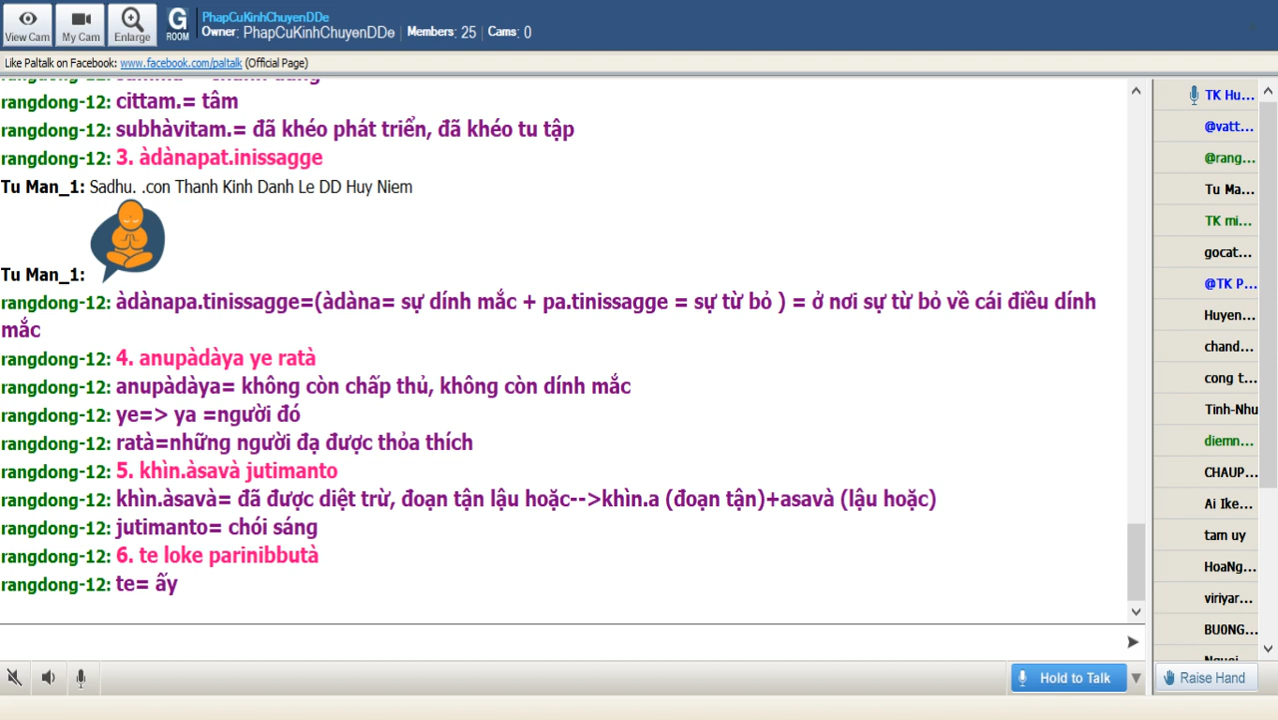 View Cam
My Cam
Enlarge
G
ROOM
PhapCuKinhChuyenDDe
Owner: PhapCuKinhChuyenDDe | Members: 25 | Cams: 0
Like Paltalk on Facebook: www.facebook.com/paltalk (Official Page)
rangdong-12: cittam.= tâm
rangdong-12: subhàvitam.= đã khéo phát triển, đã khéo tu tập
rangdong-12: 3. àdànapat.inissagge
Tu Man_1: Sadhu. .con Thanh Kinh Danh Le DD Huy Niem
Tu Man_1:
rangdong-12: àdànapa.tinissagge=(àdàna= sự dính mắc + pa.tinissagge = sự từ bỏ ) = ở nơi sự từ bỏ về cái điều dính
mắc
rangdong-12: 4. anupàdàya ye ratà
rangdong-12: anupàdàya= không còn chấp thủ, không còn dính mắc
rangdong-12: ye=> ya =người đó
rangdong-12: ratà=những người đạ được thỏa thích
rangdong-12: 5. khìn.àsavà jutimanto
rangdong-12: khìn.àsavà= đã được diệt trừ, đoạn tận lậu hoặc-->khìn.a (đoạn tận)+asavà (lậu hoặc)
rangdong-12: jutimanto= chói sáng
rangdong-12: 6. te loke parinibbutà
rangdong-12: te= ấy
TK Hu...
@vatt...
@rang...
Tu Ma...
TK mi...
gocat...
@TK P...
Huyen...
chand...
cong t...
Tinh-Nhu
diemn...
CHAUP...
Ai Ike...
tam uy
HoaNg...
viriyar...
BU0NG...
Hold to Talk
Raise Hand